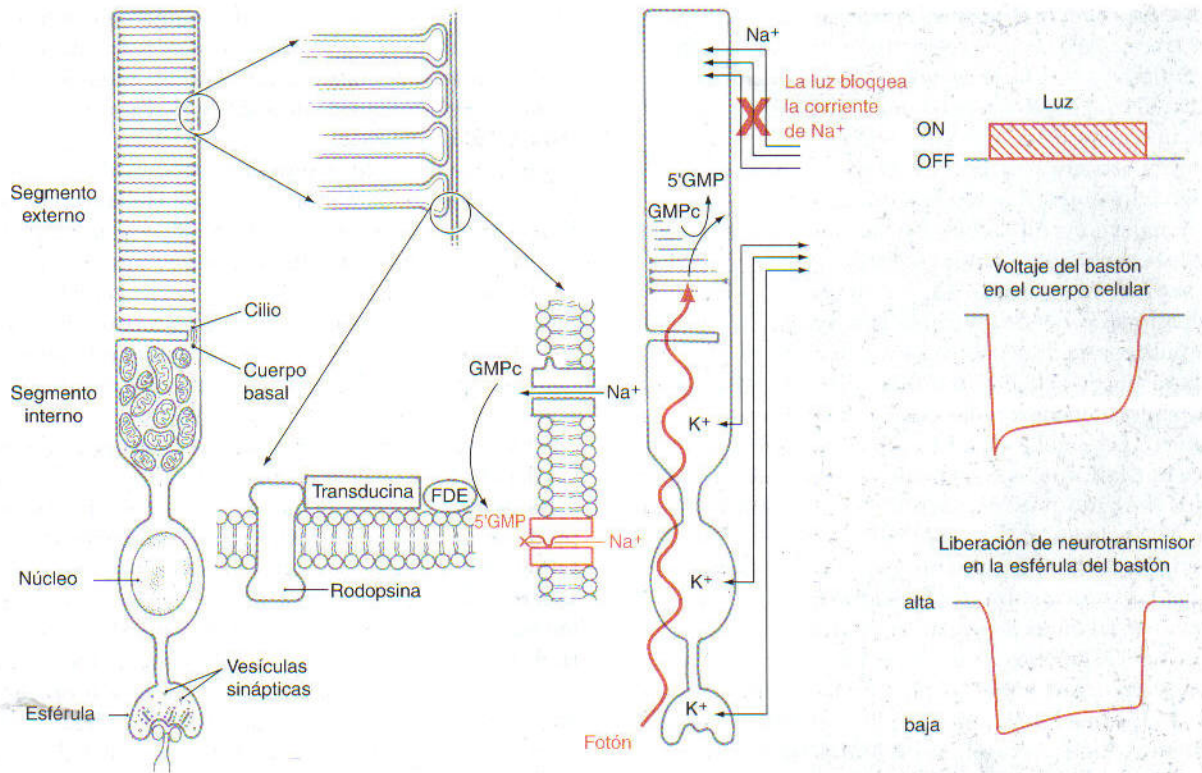 Segmento
externo
Cilio
Cuerpo
basal
Segmento
interno
Núcleo
Vesículas
sinápticas
Esférula
Transducina
FDE
Rodopsina
GMPc
Na+
5'GMP
Na+
Na+
La luz bloquea
la corriente
de Na+
5'GMP
GMPc
K+
K+
K+
Fotón
Luz
ON
OFF
Voltaje del bastón
en el cuerpo celular
Liberación de neurotransmisor
en la esférula del bastón
alta
baja